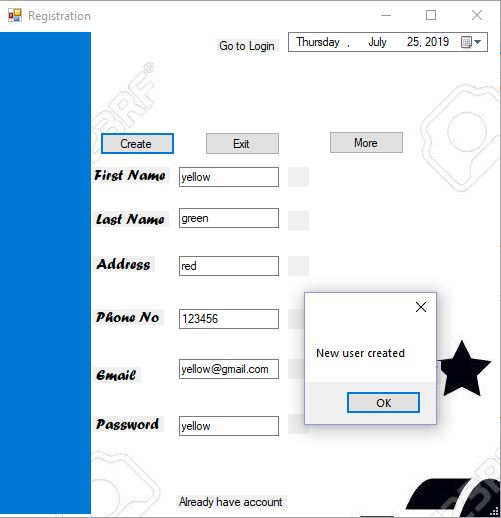 Registration
Go to Login
Thursday , July 25, 2019
Create Exit More
First Name yellow
Last Name green
Address red
Phone No 123456
New user created
Email yellow@gmail.com
OK
Password yellow
Already have account